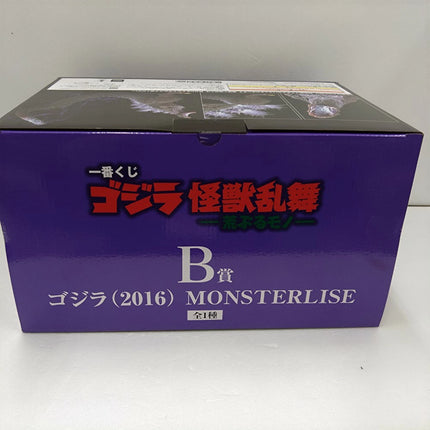 一番くじ
ゴジラ 怪獣乱舞
―荒ぶるモノ―
B賞
ゴジラ(2016) MONSTERLISE
全1種